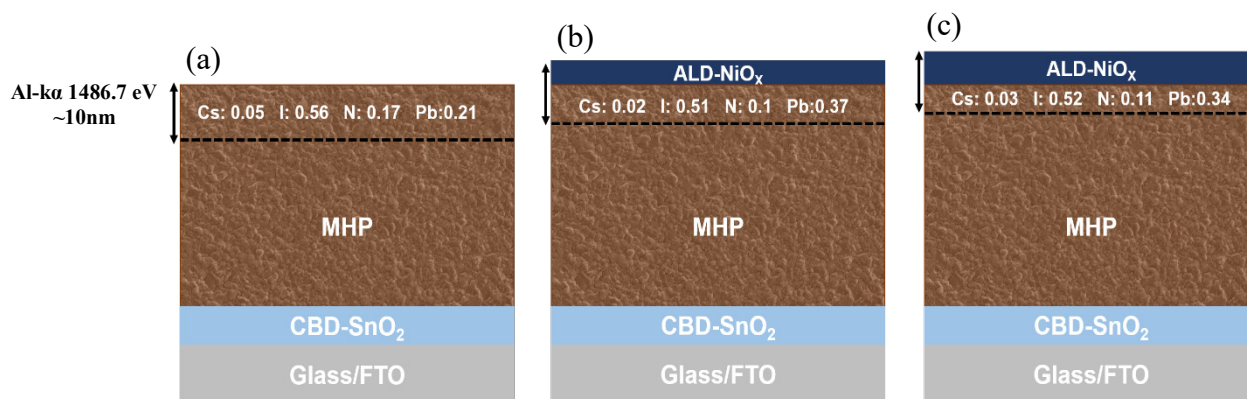 (a)
Al-kα 1486.7 eV
~10nm
Cs: 0.05 I: 0.56 N: 0.17 Pb:0.21
MHP
CBD-SnO₂
Glass/FTO
(b)
ALD-NiOₓ
Cs: 0.02 I: 0.51 N: 0.1 Pb:0.37
MHP
CBD-SnO₂
Glass/FTO
(c)
ALD-NiOₓ
Cs: 0.03 I: 0.52 N: 0.11 Pb:0.34
MHP
CBD-SnO₂
Glass/FTO